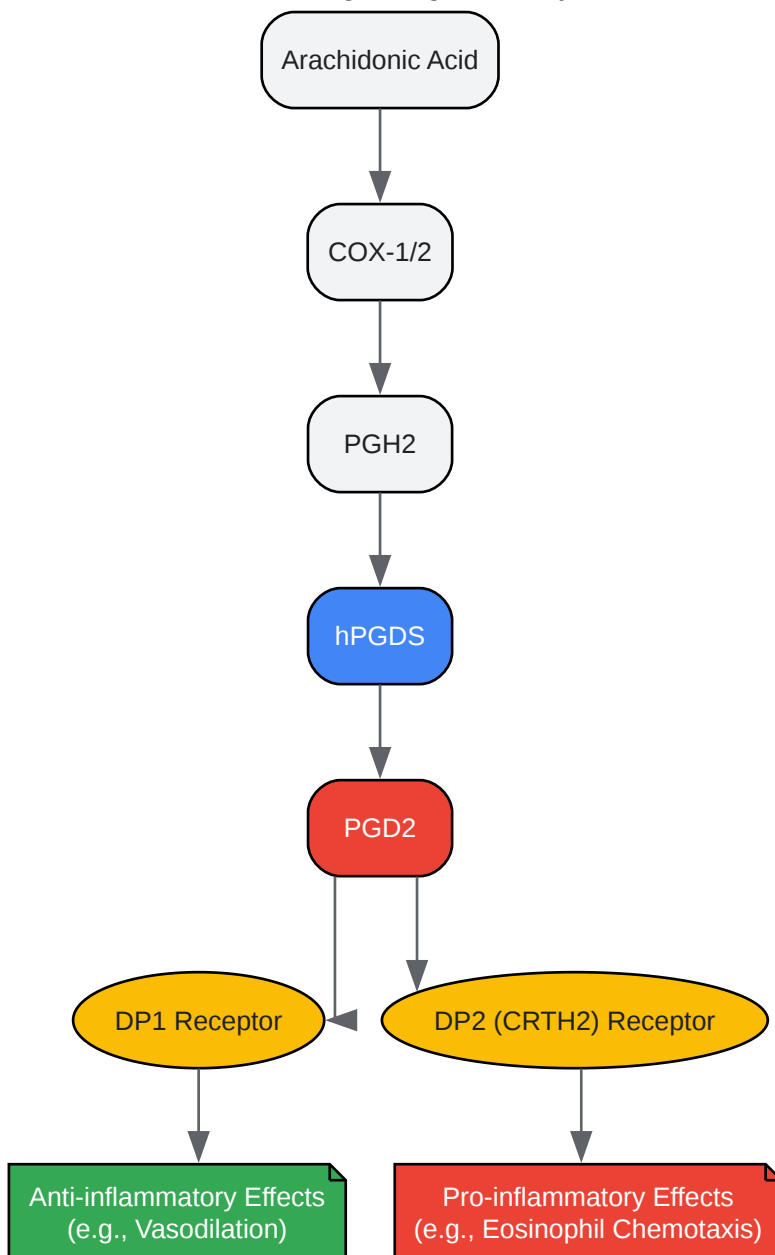 Arachidonic Acid
COX-1/2
PGH2
hPGDS
PGD2
DP1 Receptor
DP2 (CRTH2) Receptor
Anti-inflammatory Effects
(e.g., Vasodilation)
Pro-inflammatory Effects
(e.g., Eosinophil Chemotaxis)